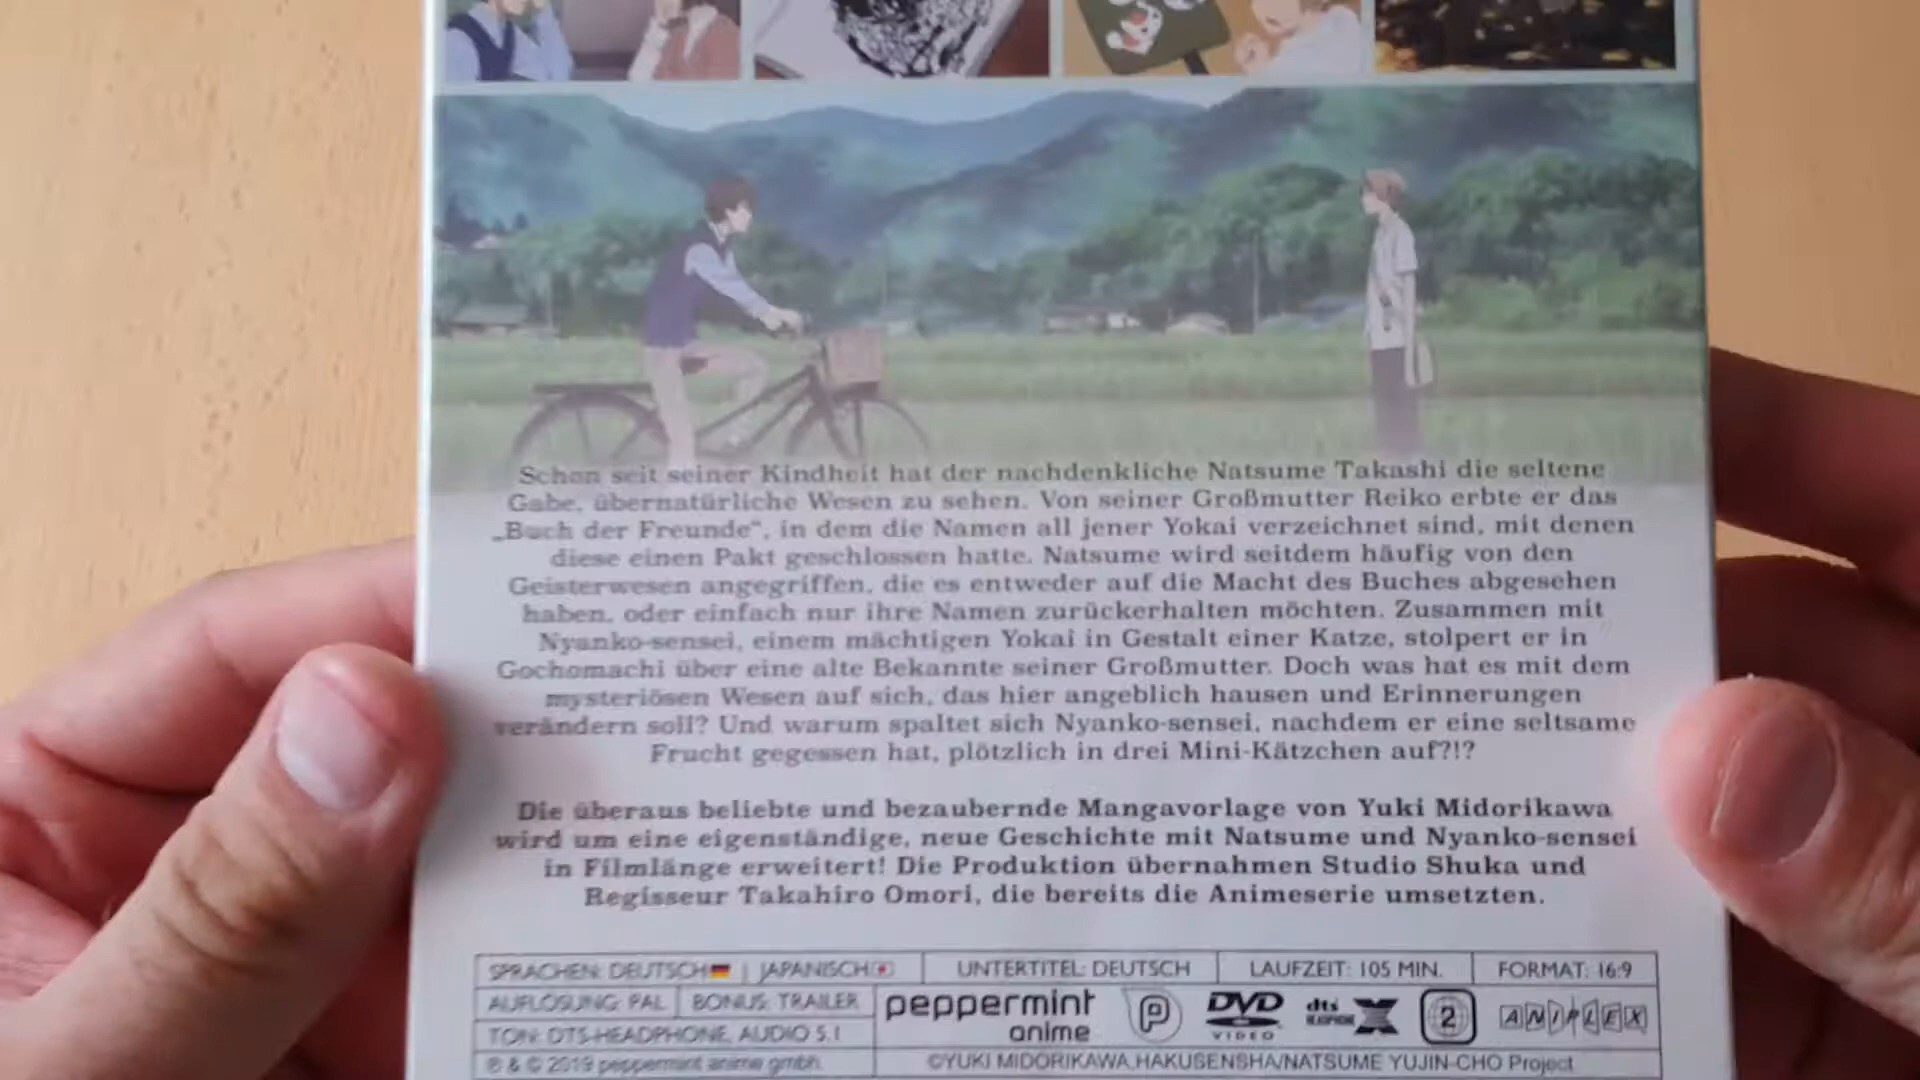 Schon seit seiner Kindheit hat der nachdenkliche Natsume Takashi die seltene
Gabe, übernatürliche Wesen zu sehen. Von seiner Großmutter Reiko erbte er das
„Buch der Freunde“, in dem die Namen all jener Yokai verzeichnet sind, mit denen
diese einen Pakt geschlossen hatte. Natsume wird seitdem häufig von den
Geisterwesen angegriffen, die es entweder auf die Macht des Buches abgesehen
haben, oder einfach nur ihre Namen zurückerhalten möchten. Zusammen mit
Nyanko-sensei, einem mächtigen Yokai in Gestalt einer Katze, stolpert er in
Gochomachi über eine alte Bekannte seiner Großmutter. Doch was hat es mit dem
mysteriösen Wesen auf sich, das hier angeblich hausen und Erinnerungen
verändern soll? Und warum spaltet sich Nyanko-sensei, nachdem er eine seltsame
Frucht gegessen hat, plötzlich in drei Mini-Kätzchen auf?!?
Die überaus beliebte und bezaubernde Mangavorlage von Yuki Midorikawa
wird um eine eigenständige, neue Geschichte mit Natsume und Nyanko-sensei
in Filmlänge erweitert! Die Produktion übernahmen Studio Shuka und
Regisseur Takahiro Omori, die bereits die Animeserie umsetzten.
SPRACHEN: DEUTSCH | JAPANISCH UNTERTITEL: DEUTSCH LAUFZEIT: 105 MIN. FORMAT: 16:9
AUFLÖSUNG: PAL BONUS: TRAILER
TON: DTS-HEADPHONE, AUDIO 5.1
peppermint
anime
P
DVD
VIDEO
dts X
HEADPHONE
2
ANIPLEX
℗ & © 2019 peppermint anime gmbh.
©YUKI MIDORIKAWA,HAKUSENSHA/NATSUME YUJIN-CHO Project